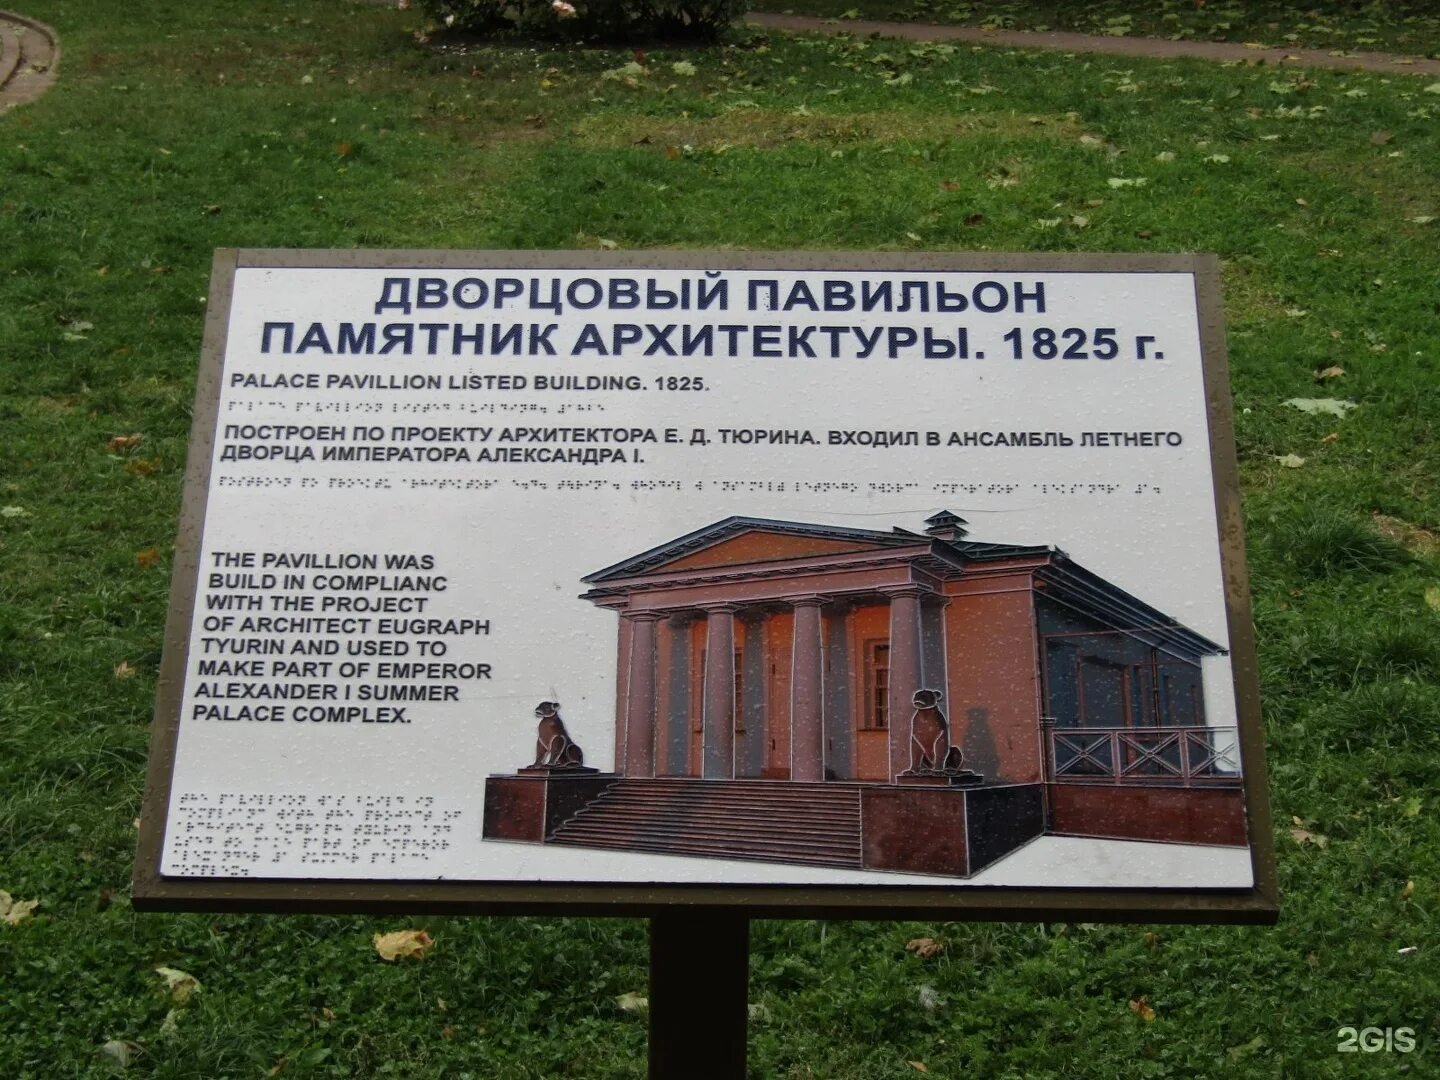 ДВОРЦОВЫЙ ПАВИЛЬОН
ПАМЯТНИК АРХИТЕКТУРЫ. 1825 г.
PALACE PAVILLION LISTED BUILDING. 1825.
ПОСТРОЕН ПО ПРОЕКТУ АРХИТЕКТОРА Е. Д. ТЮРИНА. ВХОДИЛ В АНСАМБЛЬ ЛЕТНЕГО
ДВОРЦА ИМПЕРАТОРА АЛЕКСАНДРА I.
THE PAVILLION WAS
BUILD IN COMPLIANC
WITH THE PROJECT
OF ARCHITECT EUGRAPH
TYURIN AND USED TO
MAKE PART OF EMPEROR
ALEXANDER I SUMMER
PALACE COMPLEX.
2GIS